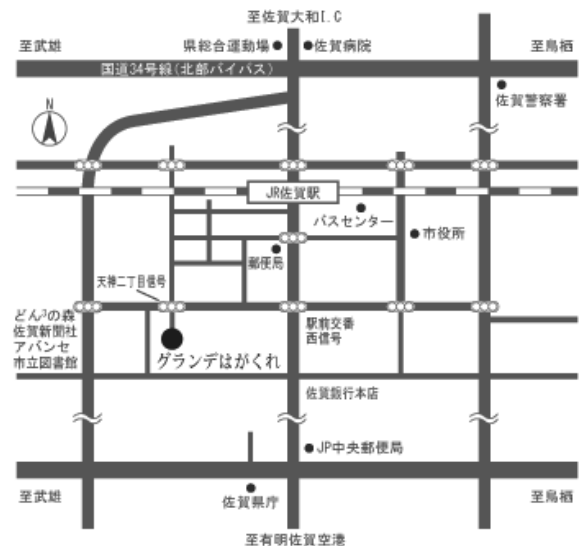 至佐賀大和I.C
至武雄
県総合運動場
佐賀病院
至鳥栖
国道34号線(北部バイパス)
佐賀警察署
N
JR佐賀駅
バスセンター
市役所
郵便局
天神二丁目信号
どん³の森
佐賀新聞社
アバンセ
市立図書館
駅前交番
西信号
グランデはがくれ
佐賀銀行本店
JP中央郵便局
至武雄
佐賀県庁
至鳥栖
至有明佐賀空港